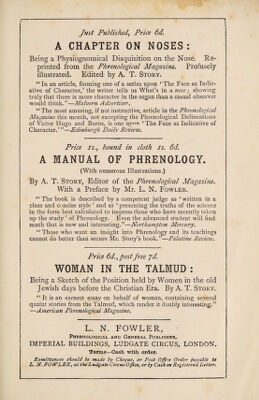 Just Published, Price 6d.
A CHAPTER ON NOSES:
Being a Physiognomical Disquisition on the Nose. Re-
printed from the Phrenological Magazine. Profusely
illustrated. Edited by A. T. STORY.
"In an article, forming one of a series upon 'The Face as Indic-
ative of Character,' the writer tells us What's in a nose; showing
truly that there is more character in the organ than a casual observer
would think."—Malvern Advertiser.
"The most amusing, if not instructive, article in the Phrenological
Magazine this month, not excepting the Phrenological Delineations
of Victor Hugo and Burns, is one upon 'The Face as Indicative of
Character.'"—Edinburgh Daily Review.
Price 1s., bound in cloth 1s. 6d.
A MANUAL OF PHRENOLOGY.
(With numerous Illustrations.)
By A. T. STORY, Editor of the Phrenological Magazine.
With a Preface by Mr. L. N. FOWLER.
"The book is described by a competent judge as 'written in a
clear and concise style' and as 'presenting the truths of the science
in the form best calculated to impress those who have recently taken
up the study' of Phrenology. Even the advanced student will find
much that is new and interesting."—Northampton Mercury.
"Those who want an insight into Phrenology and its teachings
cannot do better than secure Mr. Story's book."—Palatine Review.
Price 6d., post free 7d.
WOMAN IN THE TALMUD:
Being a Sketch of the Position held by Women in the old
Jewish days before the Christian Era. By A. T. STORY.
"It is an earnest essay on behalf of woman, containing several
quaint stories from the Talmud, which render it doubly interesting."
—American Phrenological Magazine.
L. N. FOWLER,
PHRENOLOGICAL AND GENERAL PUBLISHER,
IMPERIAL BUILDINGS, LUDGATE CIRCUS, LONDON.
Terms—Cash with order.
Remittances should be made by Cheque, or Post Office Order payable to
L. N. FOWLER, at the Ludgate Circus Office, or by Cash in Registered Letter.